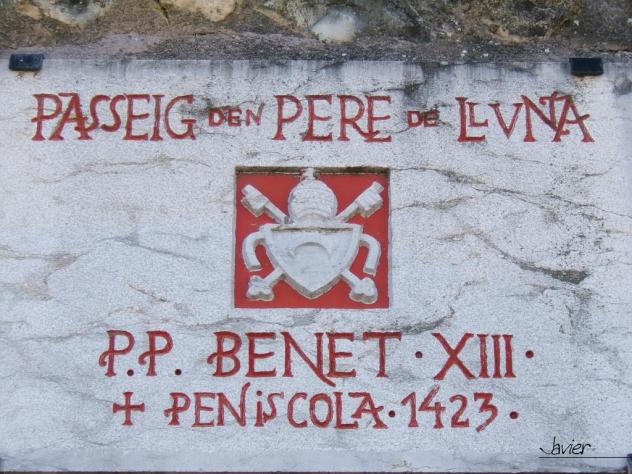 PASSEIG DEN PERE DE LLUNA
P.P. BENET · XIII ·
+ PENiSCOLA · 1423 ·
Javier